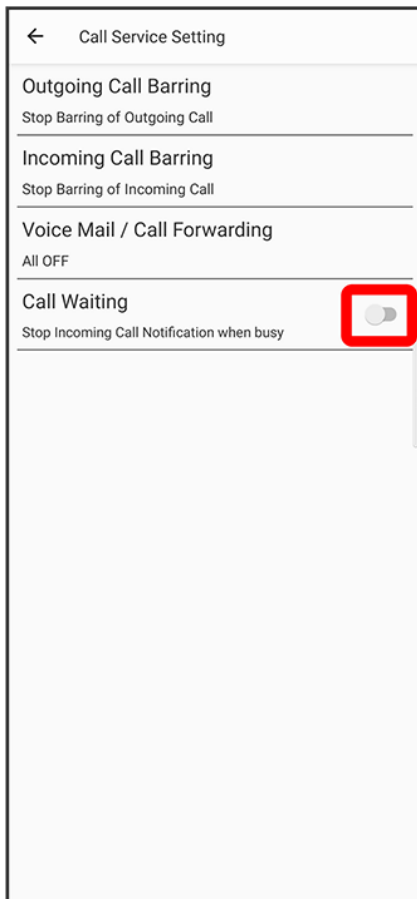 Call Service Setting
Outgoing Call Barring
Stop Barring of Outgoing Call
Incoming Call Barring
Stop Barring of Incoming Call
Voice Mail / Call Forwarding
All OFF
Call Waiting
Stop Incoming Call Notification when busy